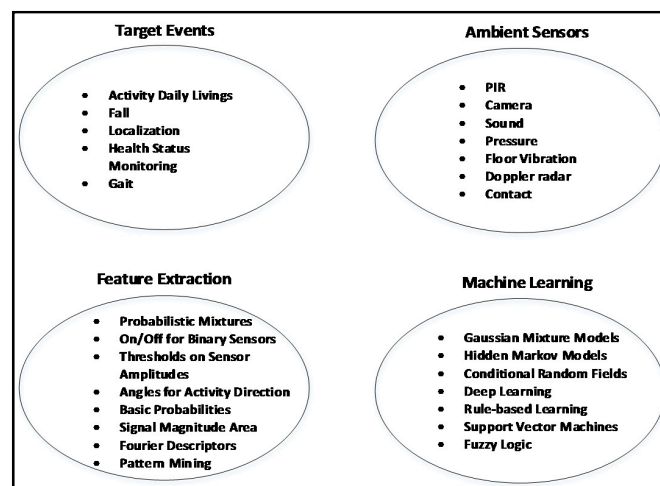 Target Events
• Activity Daily Livings
• Fall
• Localization
• Health Status
Monitoring
• Gait
Ambient Sensors
• PIR
• Camera
• Sound
• Pressure
• Floor Vibration
• Doppler radar
• Contact
Feature Extraction
• Probabilistic Mixtures
• On/Off for Binary Sensors
• Thresholds on Sensor
Amplitudes
• Angles for Activity Direction
• Basic Probabilities
• Signal Magnitude Area
• Fourier Descriptors
• Pattern Mining
Machine Learning
• Gaussian Mixture Models
• Hidden Markov Models
• Conditional Random Fields
• Deep Learning
• Rule-based Learning
• Support Vector Machines
• Fuzzy Logic